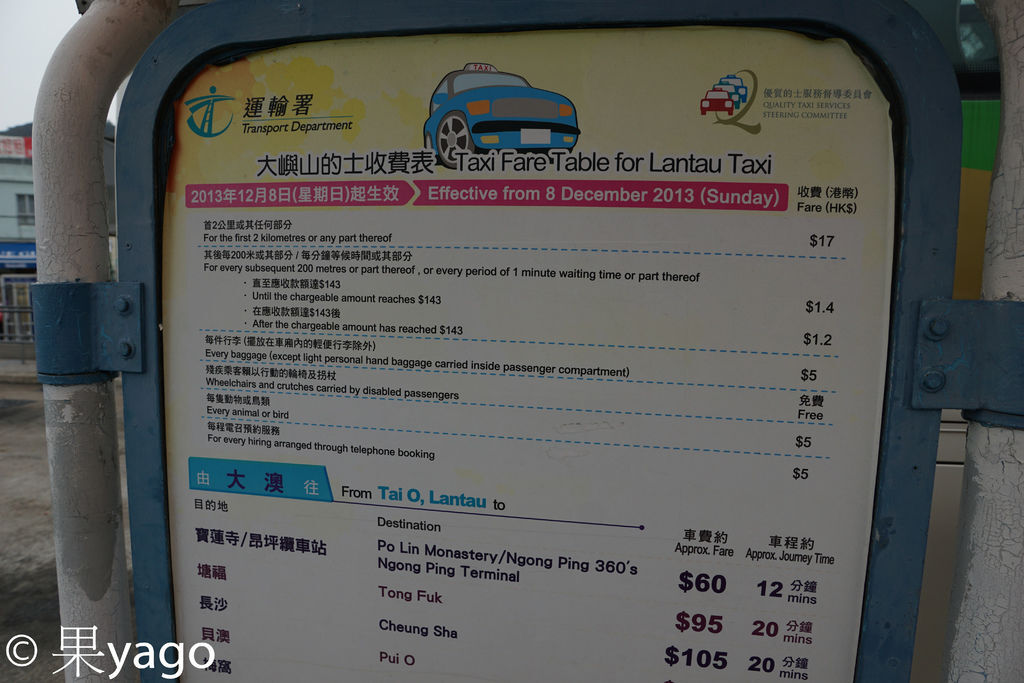 運輸署
Transport Department
TAXI
優質的士服務督導委員會
QUALITY TAXI SERVICES
STEERING COMMITTEE
大嶼山的士收費表 Taxi Fare Table for Lantau Taxi
2013年12月8日(星期日)起生效 Effective from 8 December 2013 (Sunday)
收費 (港幣)
Fare (HK$)
首2公里或其任何部分
For the first 2 kilometres or any part thereof
$17
其後每200米或其部分 / 每分鐘等候時間或其部分
For every subsequent 200 metres or part thereof , or every period of 1 minute waiting time or part thereof
· 直至應收款額達$143
· Until the chargeable amount reaches $143
$1.4
· 在應收款額達$143後
· After the chargeable amount has reached $143
$1.2
每件行李 (擺放在車廂內的輕便行李除外)
Every baggage (except light personal hand baggage carried inside passenger compartment)
$5
殘疾乘客賴以行動的輪椅及拐杖
Wheelchairs and crutches carried by disabled passengers
免費
Free
每隻動物或鳥類
Every animal or bird
$5
每程電召預約服務
For every hiring arranged through telephone booking
$5
由 大 澳 往 From Tai O, Lantau to
目的地
Destination
車費約
Approx. Fare
車程約
Approx. Journey Time
寶蓮寺/昂坪纜車站
Po Lin Monastery/Ngong Ping 360's
Ngong Ping Terminal
$60
12 分鐘
mins
塘福
Tong Fuk
$95
20 分鐘
mins
長沙
Cheung Sha
$105
20 分鐘
mins
貝澳
Pui O
梅窩
© 果yago